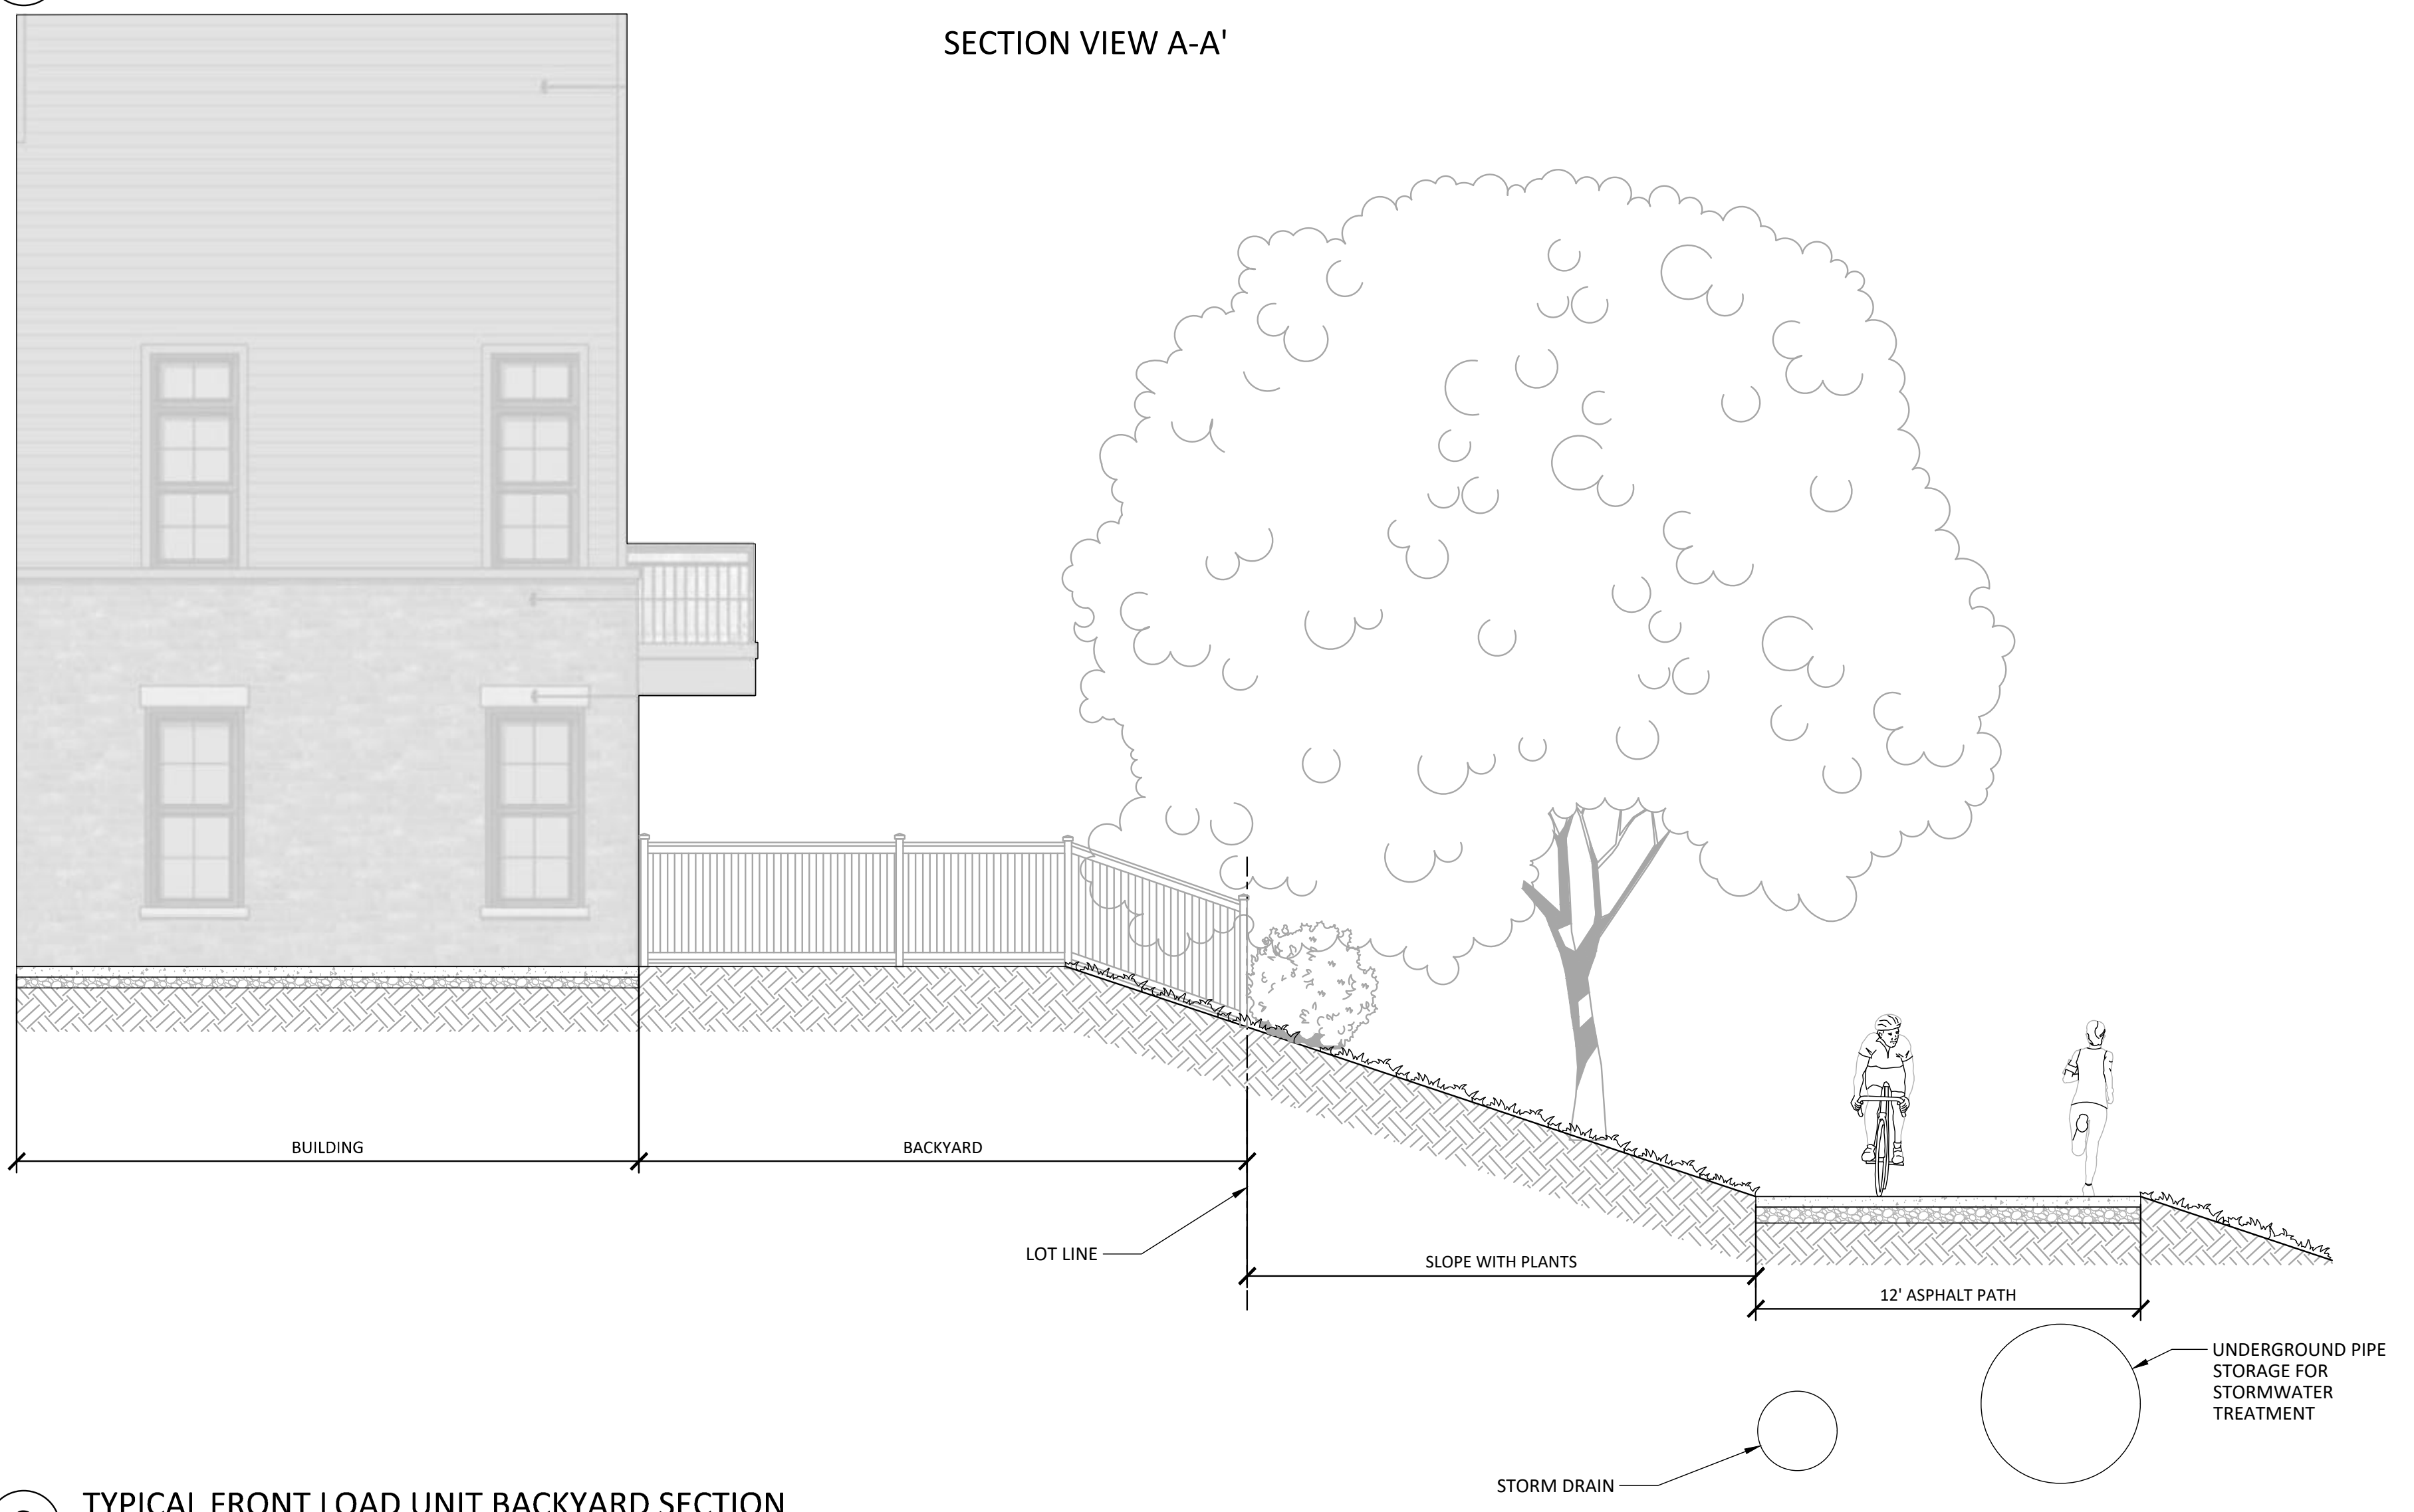 SECTION VIEW A-A'
BUILDING
BACKYARD
LOT LINE
SLOPE WITH PLANTS
12' ASPHALT PATH
UNDERGROUND PIPE
STORAGE FOR
STORMWATER
TREATMENT
STORM DRAIN
TYPICAL FRONT LOAD UNIT BACKYARD SECTION